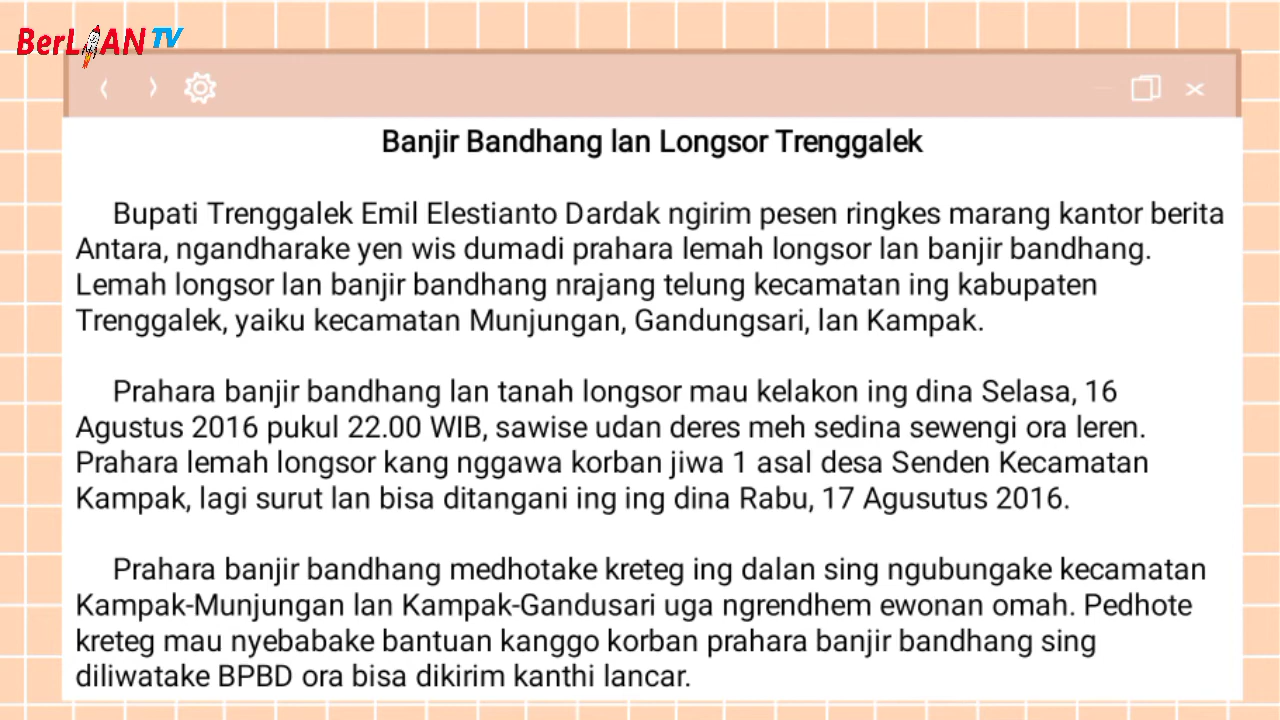 BerLIAN TV
Banjir Bandhang lan Longsor Trenggalek
Bupati Trenggalek Emil Elestianto Dardak ngirim pesen ringkes marang kantor berita
Antara, ngandharake yen wis dumadi prahara lemah longsor lan banjir bandhang.
Lemah longsor lan banjir bandhang nrajang telung kecamatan ing kabupaten
Trenggalek, yaiku kecamatan Munjungan, Gandungsari, lan Kampak.
Prahara banjir bandhang lan tanah longsor mau kelakon ing dina Selasa, 16
Agustus 2016 pukul 22.00 WIB, sawise udan deres meh sedina sewengi ora leren.
Prahara lemah longsor kang nggawa korban jiwa 1 asal desa Senden Kecamatan
Kampak, lagi surut lan bisa ditangani ing ing dina Rabu, 17 Agusutus 2016.
Prahara banjir bandhang medhotake kreteg ing dalan sing ngubungake kecamatan
Kampak-Munjungan lan Kampak-Gandusari uga ngrendhem ewonan omah. Pedhote
kreteg mau nyebabake bantuan kanggo korban prahara banjir bandhang sing
diliwatake BPBD ora bisa dikirim kanthi lancar.